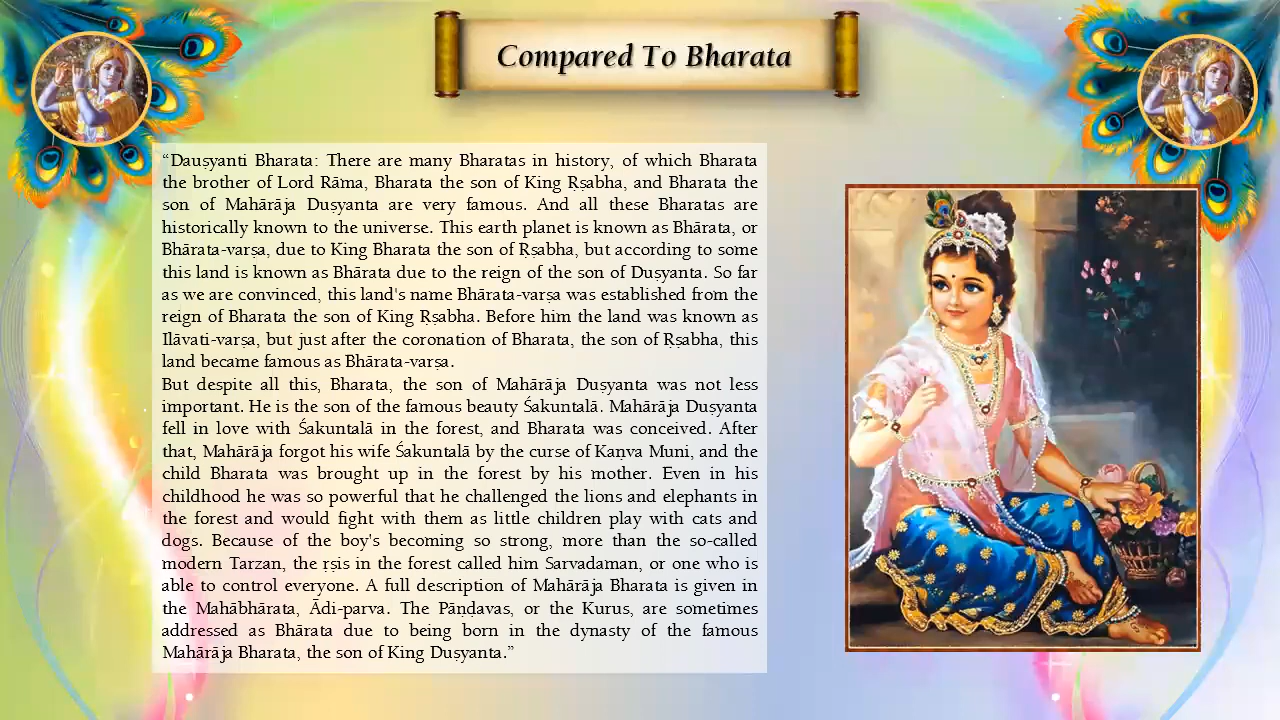 Compared To Bharata
“Dauṣyanti Bharata: There are many Bharatas in history, of which Bharata
the brother of Lord Rāma, Bharata the son of King Ṛṣabha, and Bharata the
son of Mahārāja Duṣyanta are very famous. And all these Bharatas are
historically known to the universe. This earth planet is known as Bhārata, or
Bhārata-varṣa, due to King Bharata the son of Ṛṣabha, but according to some
this land is known as Bhārata due to the reign of the son of Duṣyanta. So far
as we are convinced, this land's name Bhārata-varṣa was established from the
reign of Bharata the son of King Ṛṣabha. Before him the land was known as
Ilāvati-varṣa, but just after the coronation of Bharata, the son of Ṛṣabha, this
land became famous as Bhārata-varṣa.
But despite all this, Bharata, the son of Mahārāja Duṣyanta was not less
important. He is the son of the famous beauty Śakuntalā. Mahārāja Duṣyanta
fell in love with Śakuntalā in the forest, and Bharata was conceived. After
that, Mahārāja forgot his wife Śakuntalā by the curse of Kaṇva Muni, and the
child Bharata was brought up in the forest by his mother. Even in his
childhood he was so powerful that he challenged the lions and elephants in
the forest and would fight with them as little children play with cats and
dogs. Because of the boy's becoming so strong, more than the so-called
modern Tarzan, the ṛṣis in the forest called him Sarvadaman, or one who is
able to control everyone. A full description of Mahārāja Bharata is given in
the Mahābhārata, Ādi-parva. The Pāṇḍavas, or the Kurus, are sometimes
addressed as Bhārata due to being born in the dynasty of the famous
Mahārāja Bharata, the son of King Duṣyanta.”